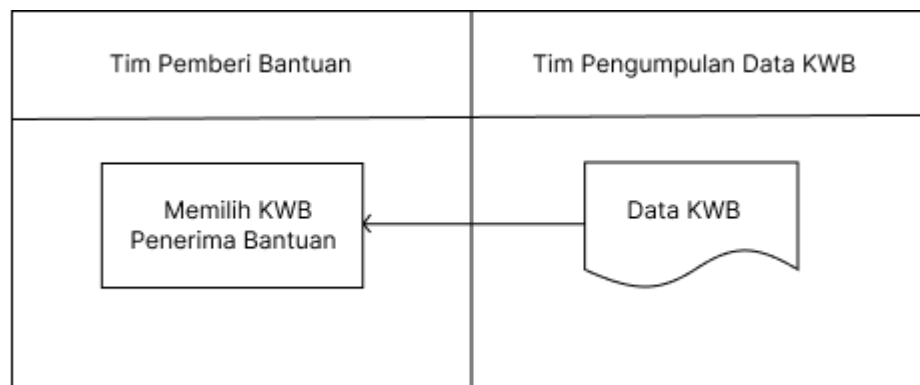 Tim Pemberi Bantuan
Tim Pengumpulan Data KWB
Memilih KWB
Penerima Bantuan
Data KWB